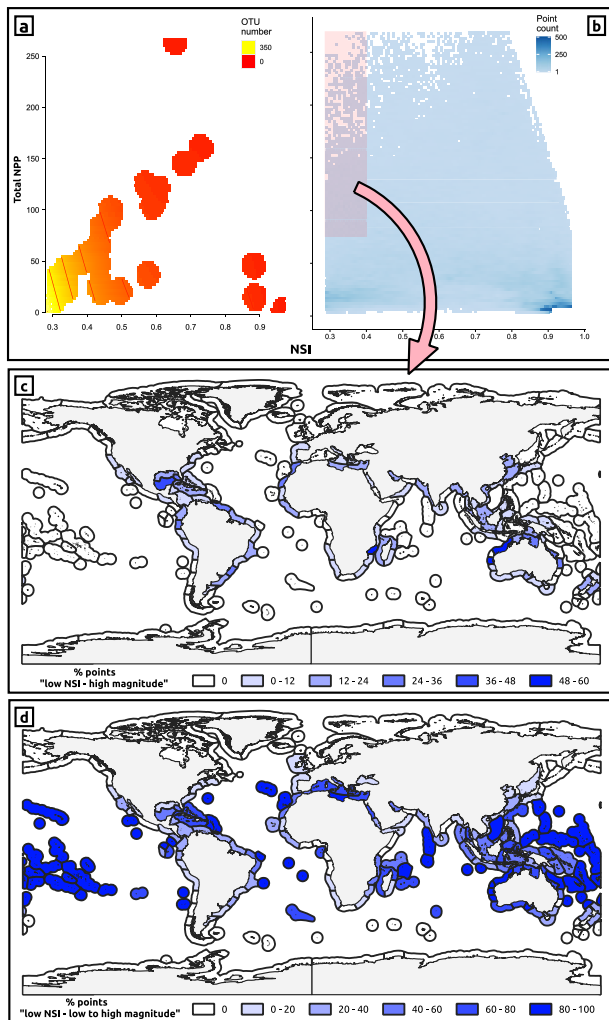 a
OTU
number
350
0
Total NPP
250
200
150
100
50
0
0.3
0.4
0.5
0.6
0.7
0.8
0.9
b
Point
count
500
250
1
0.3
0.4
0.5
0.6
0.7
0.8
0.9
1.0
NSI
c
% points
"low NSI - high magnitude"
0
0-12
12-24
24-36
36-48
48-60
d
% points
"low NSI - low to high magnitude"
0
0-20
20-40
40-60
60-80
80-100